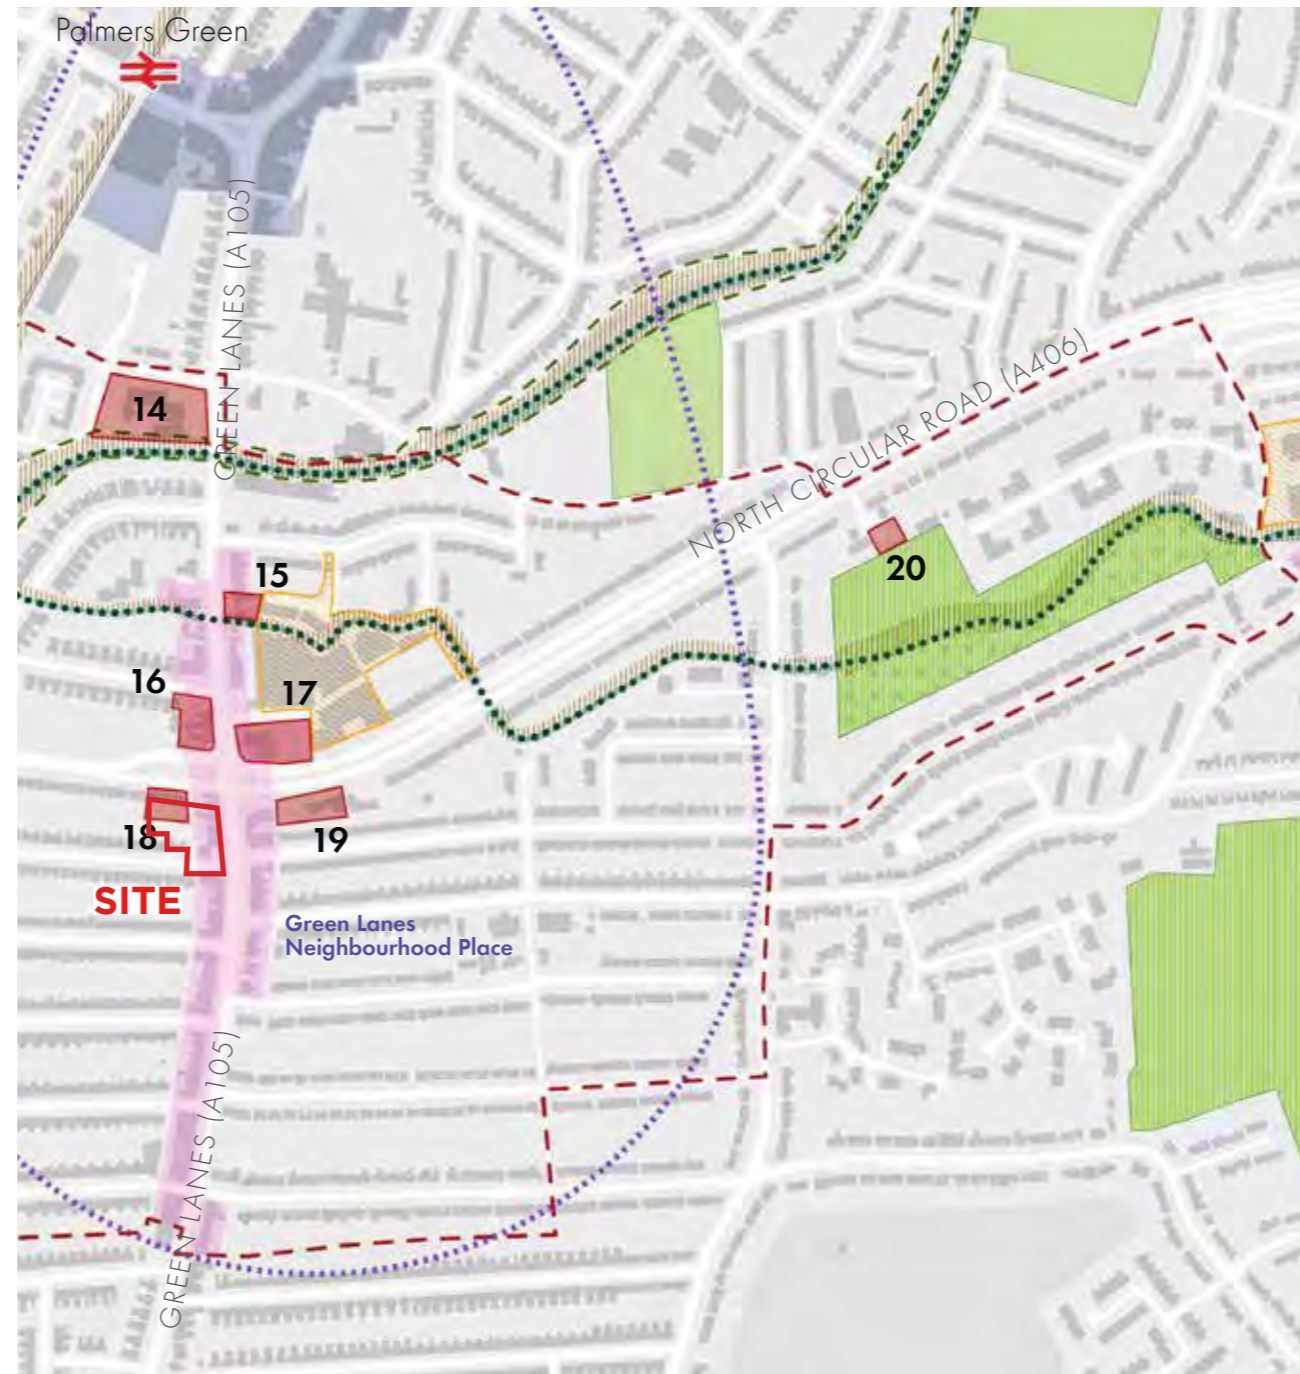 Palmers Green
GREEN LANES (A105)
14
NORTH CIRCULAR ROAD (A406)
15
20
16
17
18
19
SITE
Green Lanes
Neighbourhood Place
GREEN LANES (A105)